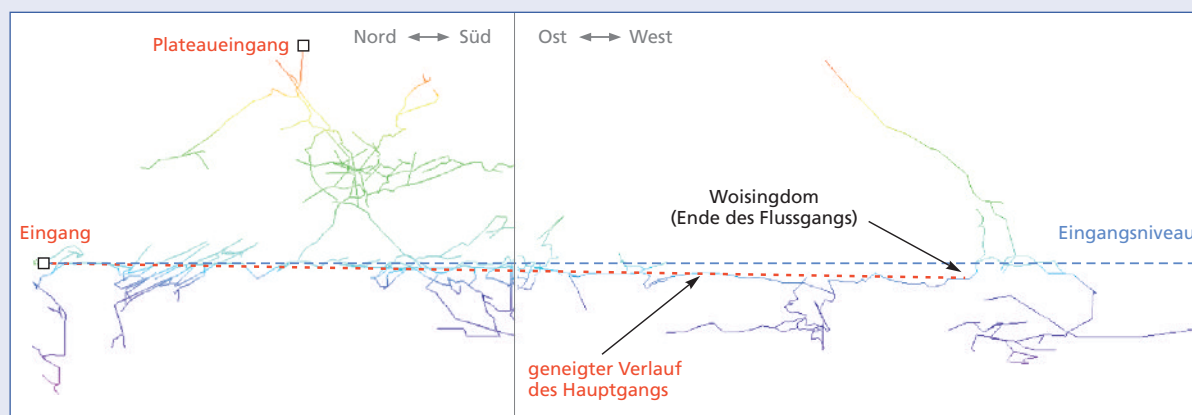 Nord ↔ Süd
Ost ↔ West
Plateaueingang
Woisingdom
(Ende des Flussgangs)
Eingang
Eingangsniveau
geneigter Verlauf
des Hauptgangs